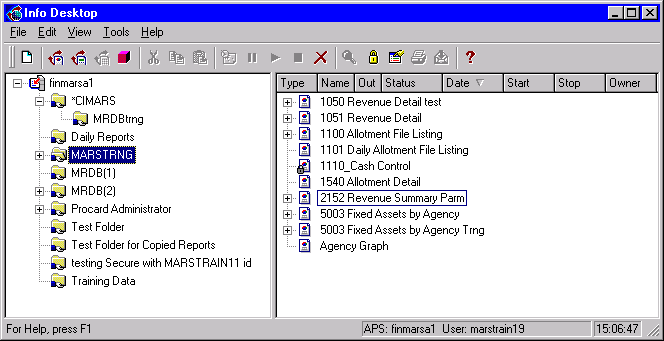 Info Desktop
File Edit View Tools Help
finmarsa1
*CIMARS
MRDBtrng
Daily Reports
MARSTRNG
MRDB(1)
MRDB(2)
Procard Administrator
Test Folder
Test Folder for Copied Reports
testing Secure with MARSTRAIN11 id
Training Data
Type Name Out Status Date Start Stop Owner
1050 Revenue Detail test
1051 Revenue Detail
1100 Allotment File Listing
1101 Daily Allotment File Listing
1110_Cash Control
1540 Allotment Detail
2152 Revenue Summary Parm
5003 Fixed Assets by Agency
5003 Fixed Assets by Agency Trng
Agency Graph
For Help, press F1
APS: finmarsa1 User: marstrain19
15:06:47